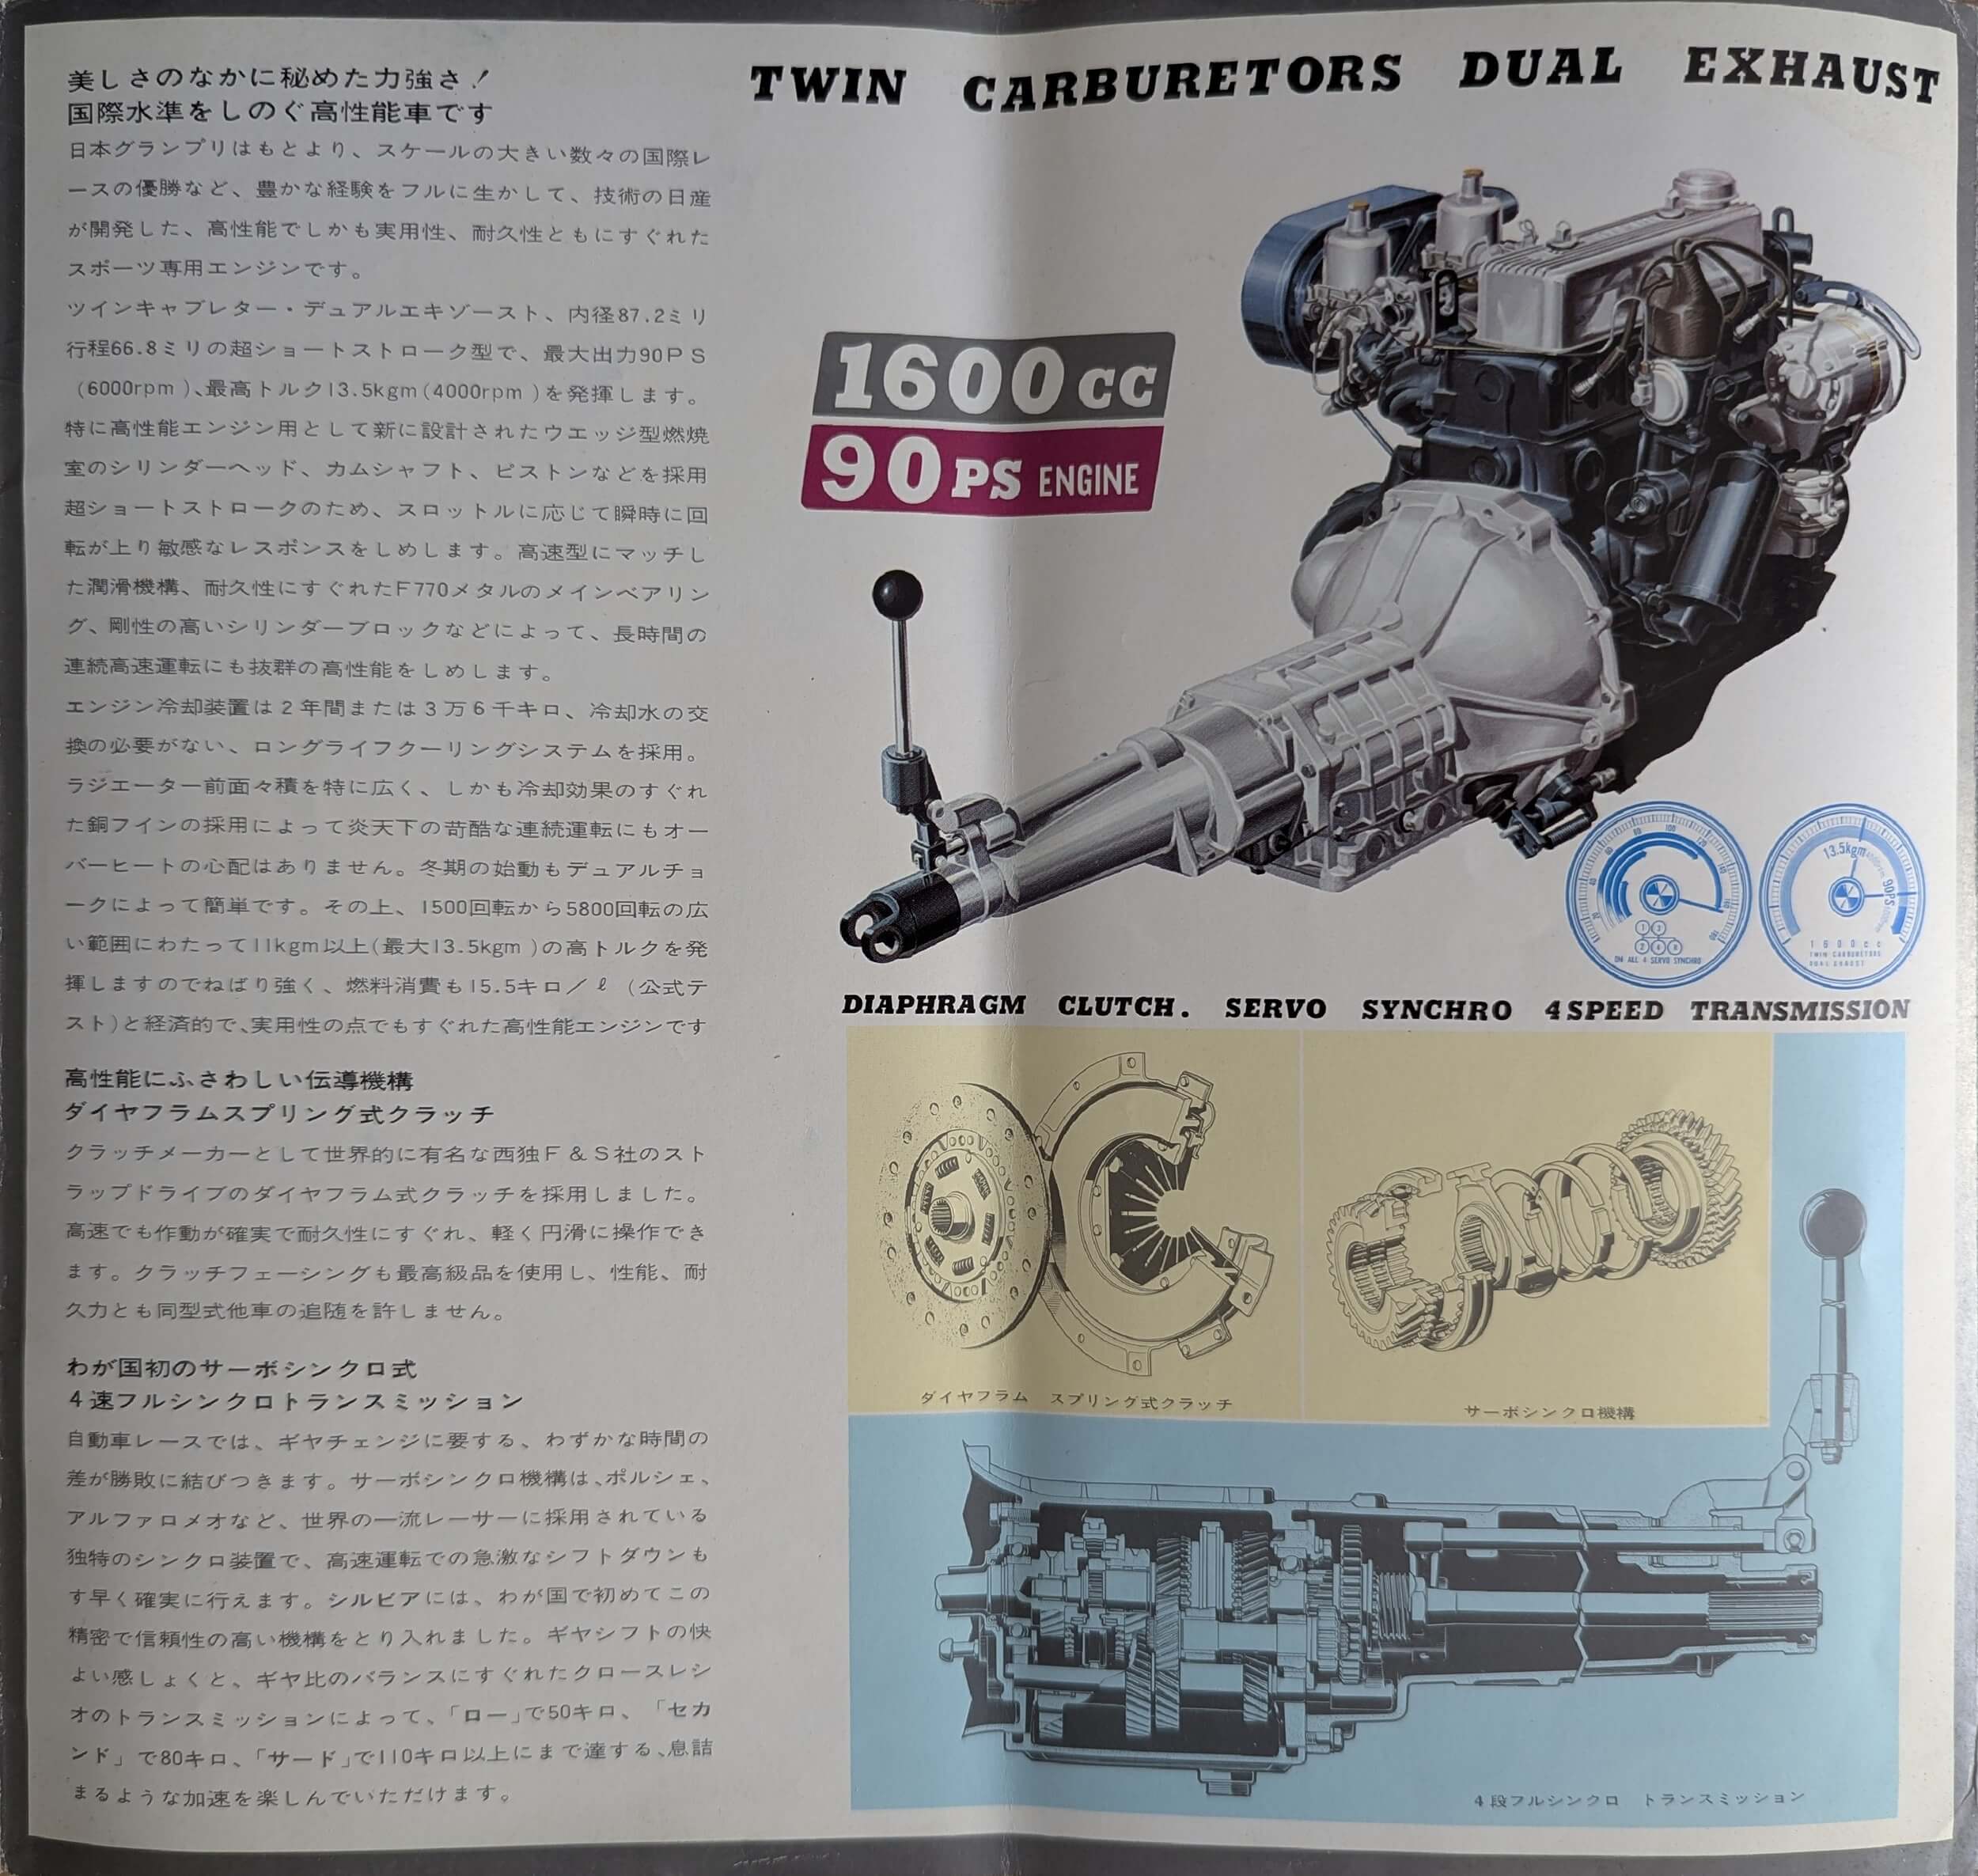 美しさのなかに秘めた力強さ!
国際水準をしのぐ高性能車です
日本グランプリはもとより、スケールの大きい数々の国際レ
ースの優勝など、豊かな経験をフルに生かして、技術の日産
が開発した、高性能でしかも実用性、耐久性ともにすぐれた
スポーツ専用エンジンです。
ツインキャブレター・デュアルエキゾースト、内径87.2ミリ
行程66.8ミリの超ショートストローク型で、最大出力90PS
(6000rpm)、最高トルク13.5kgm(4000rpm)を発揮します。
特に高性能エンジン用として新に設計されたウエッジ型燃焼
室のシリンダーヘッド、カムシャフト、ピストンなどを採用
超ショートストロークのため、スロットルに応じて瞬時に回
転が上り敏感なレスポンスをしめします。高速型にマッチし
た潤滑機構、耐久性にすぐれたF770メタルのメインベアリン
グ、剛性の高いシリンダーブロックなどによって、長時間の
連続高速運転にも抜群の高性能をしめします。
エンジン冷却装置は2年間または3万6千キロ、冷却水の交
換の必要がない、ロングライフクーリングシステムを採用。
ラジエーター前面々積を特に広く、しかも冷却効果のすぐれ
た銅フインの採用によって炎天下の苛酷な連続運転にもオー
バーヒートの心配はありません。冬期の始動もデュアルチョ
ークによって簡単です。その上、1500回転から5800回転の広
い範囲にわたって11kgm以上(最大13.5kgm)の高トルクを発
揮しますのでねばり強く、燃料消費も15.5キロ/ℓ (公式テ
スト)と経済的で、実用性の点でもすぐれた高性能エンジンです
高性能にふさわしい伝導機構
ダイヤフラムスプリング式クラッチ
クラッチメーカーとして世界的に有名な西独F&S社のスト
ラップドライブのダイヤフラム式クラッチを採用しました。
高速でも作動が確実で耐久性にすぐれ、軽く円滑に操作でき
ます。クラッチフェーシングも最高級品を使用し、性能、耐
久力とも同型式他車の追随を許しません。
わが国初のサーボシンクロ式
4速フルシンクロトランスミッション
自動車レースでは、ギヤチェンジに要する、わずかな時間の
差が勝敗に結びつきます。サーボシンクロ機構は、ポルシェ、
アルファロメオなど、世界の一流レーサーに採用されている
独特のシンクロ装置で、高速運転での急激なシフトダウンも
す早く確実に行えます。シルビアには、わが国で初めてこの
精密で信頼性の高い機構をとり入れました。ギヤシフトの快
よい感しょくと、ギヤ比のバランスにすぐれたクロースレシ
オのトランスミッションによって、「ロー」で50キロ、「セカ
ンド」で80キロ、「サード」で110キロ以上にまで達する、息詰
まるような加速を楽しんでいただけます。
TWIN CARBURETORS DUAL EXHAUST
1600cc
90PS ENGINE
13.5kgm
90PS
ON ALL 4 SERVO SYNCHRO
1600cc
TWIN CARBURETORS
DUAL EXHAUST
DIAPHRAGM CLUTCH. SERVO SYNCHRO 4SPEED TRANSMISSION
ダイヤフラム スプリング式クラッチ
サーボシンクロ機構
4段フルシンクロ トランスミッション